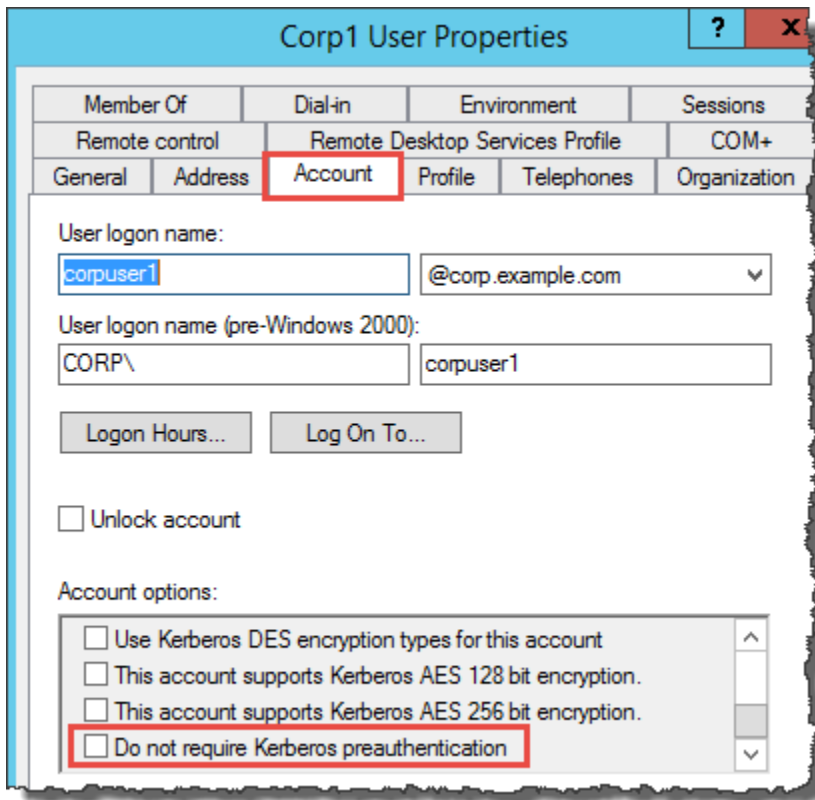 Corp1 User Properties
?
x
Member Of Dial-in Environment Sessions
Remote control Remote Desktop Services Profile COM+
General Address Account Profile Telephones Organization
User logon name:
corpuser1 @corp.example.com
User logon name (pre-Windows 2000):
CORP\ corpuser1
Logon Hours... Log On To...
Unlock account
Account options:
Use Kerberos DES encryption types for this account
This account supports Kerberos AES 128 bit encryption.
This account supports Kerberos AES 256 bit encryption.
Do not require Kerberos preauthentication